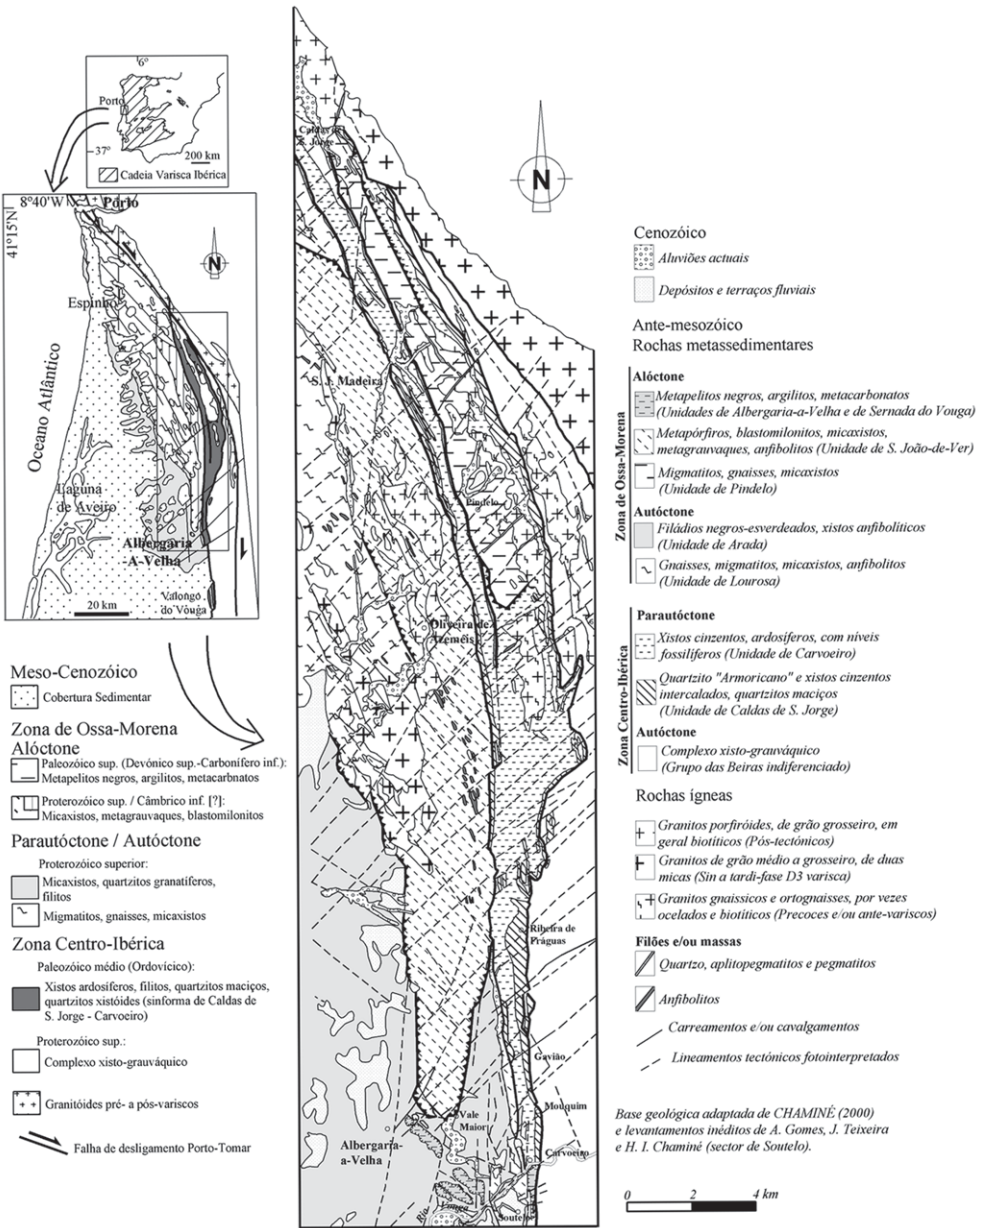 6º
Porto
37º
200 km
Cadeia Varisca Ibérica
8º40'W
Porto
41º15'N
N
Espinho
Oceano Atlântico
Laguna
de Aveiro
Albergaria
-A-Velha
Valongo
do Vouga
20 km
Meso-Cenozóico
Cobertura Sedimentar
Zona de Ossa-Morena
Alóctone
Paleozóico sup. (Devónico sup.-Carbonífero inf.):
Metapelitos negros, argilitos, metacarbnatos
Proterozóico sup. / Câmbrico inf. [?]:
Micaxistos, metagrauvaques, blastomilonitos
Parautóctone / Autóctone
Proterozóico superior:
Micaxistos, quartzitos granatíferos,
filitos
Migmatitos, gnaisses, micaxistos
Zona Centro-Ibérica
Paleozóico médio (Ordovícico):
Xistos ardosíferos, filitos, quartzitos maciços,
quartzitos xistóides (sinforma de Caldas de
S. Jorge - Carvoeiro)
Proterozóico sup.:
Complexo xisto-grauváquico
Granitóides pré- a pós-variscos
Falha de desligamento Porto-Tomar
Caldas de
S. Jorge
S. J. Madeira
Pindelo
Oliveira de
Azeméis
Ribeira de
Fráguas
Gavião
Mouquim
Vale
Maior
Albergaria-
a-Velha
Carvoeiro
Rio Vouga
Soutelo
N
Cenozóico
Aluviões actuais
Depósitos e terraços fluviais
Ante-mesozóico
Rochas metassedimentares
Zona de Ossa-Morena
Alóctone
Metapelitos negros, argilitos, metacarbonatos
(Unidades de Albergaria-a-Velha e de Sernada do Vouga)
Metapórfiros, blastomilonitos, micaxistos,
metagrauvaques, anfibolitos (Unidade de S. João-de-Ver)
Migmatitos, gnaisses, micaxistos
(Unidade de Pindelo)
Autóctone
Filádios negros-esverdeados, xistos anfibolíticos
(Unidade de Arada)
Gnaisses, migmatitos, micaxistos, anfibolitos
(Unidade de Lourosa)
Zona Centro-Ibérica
Parautóctone
Xistos cinzentos, ardosíferos, com níveis
fossilíferos (Unidade de Carvoeiro)
Quartzito "Armoricano" e xistos cinzentos
intercalados, quartzitos maciços
(Unidade de Caldas de S. Jorge)
Autóctone
Complexo xisto-grauváquico
(Grupo das Beiras indiferenciado)
Rochas ígneas
Granitos porfiróides, de grão grosseiro, em
geral biotíticos (Pós-tectónicos)
Granitos de grão médio a grosseiro, de duas
micas (Sin a tardi-fase D3 varisca)
Granitos gnaissicos e ortognaisses, por vezes
ocelados e biotíticos (Precoces e/ou ante-variscos)
Filões e/ou massas
Quartzo, aplitopegmatitos e pegmatitos
Anfibolitos
Carreamentos e/ou cavalgamentos
Lineamentos tectónicos fotointerpretados
Base geológica adaptada de CHAMINÉ (2000)
e levantamentos inéditos de A. Gomes, J. Teixeira
e H. I. Chaminé (sector de Soutelo).
0 2 4 km